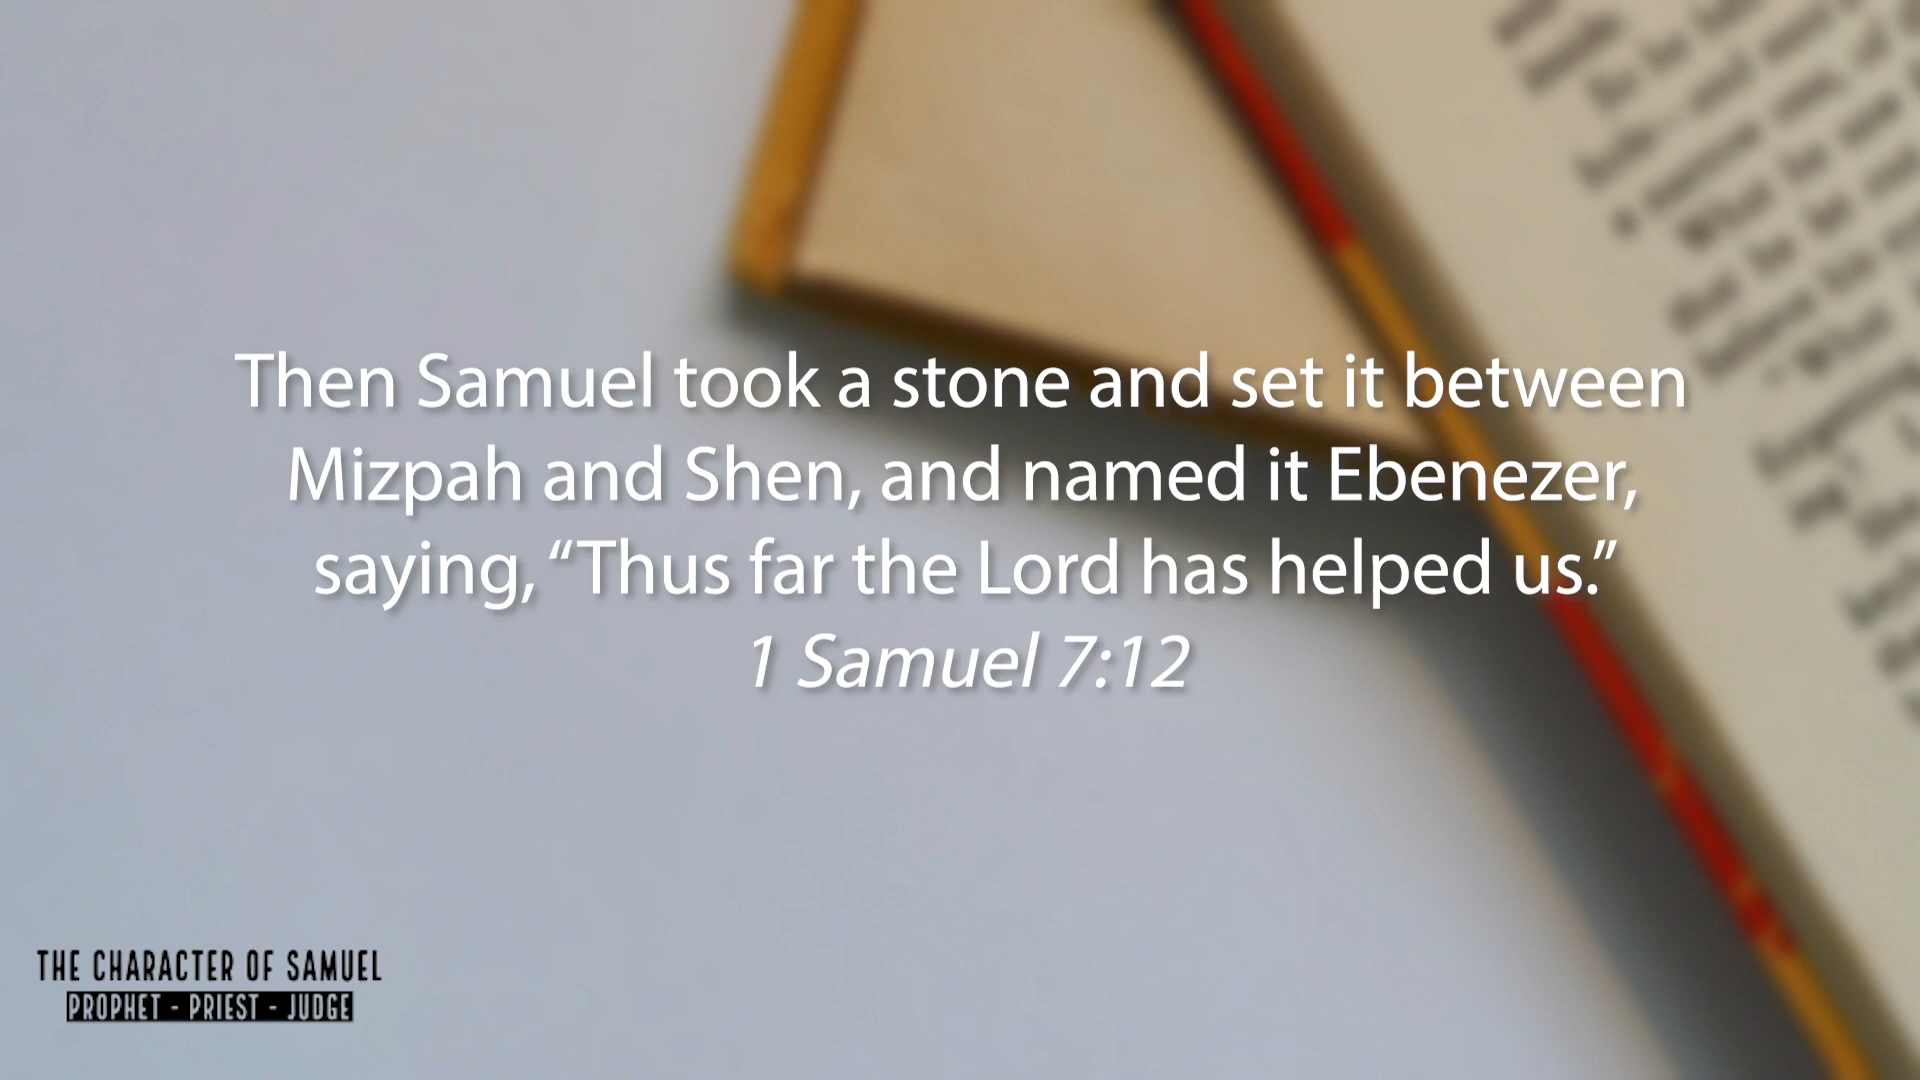 Then Samuel took a stone and set it between
Mizpah and Shen, and named it Ebenezer,
saying, “Thus far the Lord has helped us.”
1 Samuel 7:12
THE CHARACTER OF SAMUEL
PROPHET - PRIEST - JUDGE